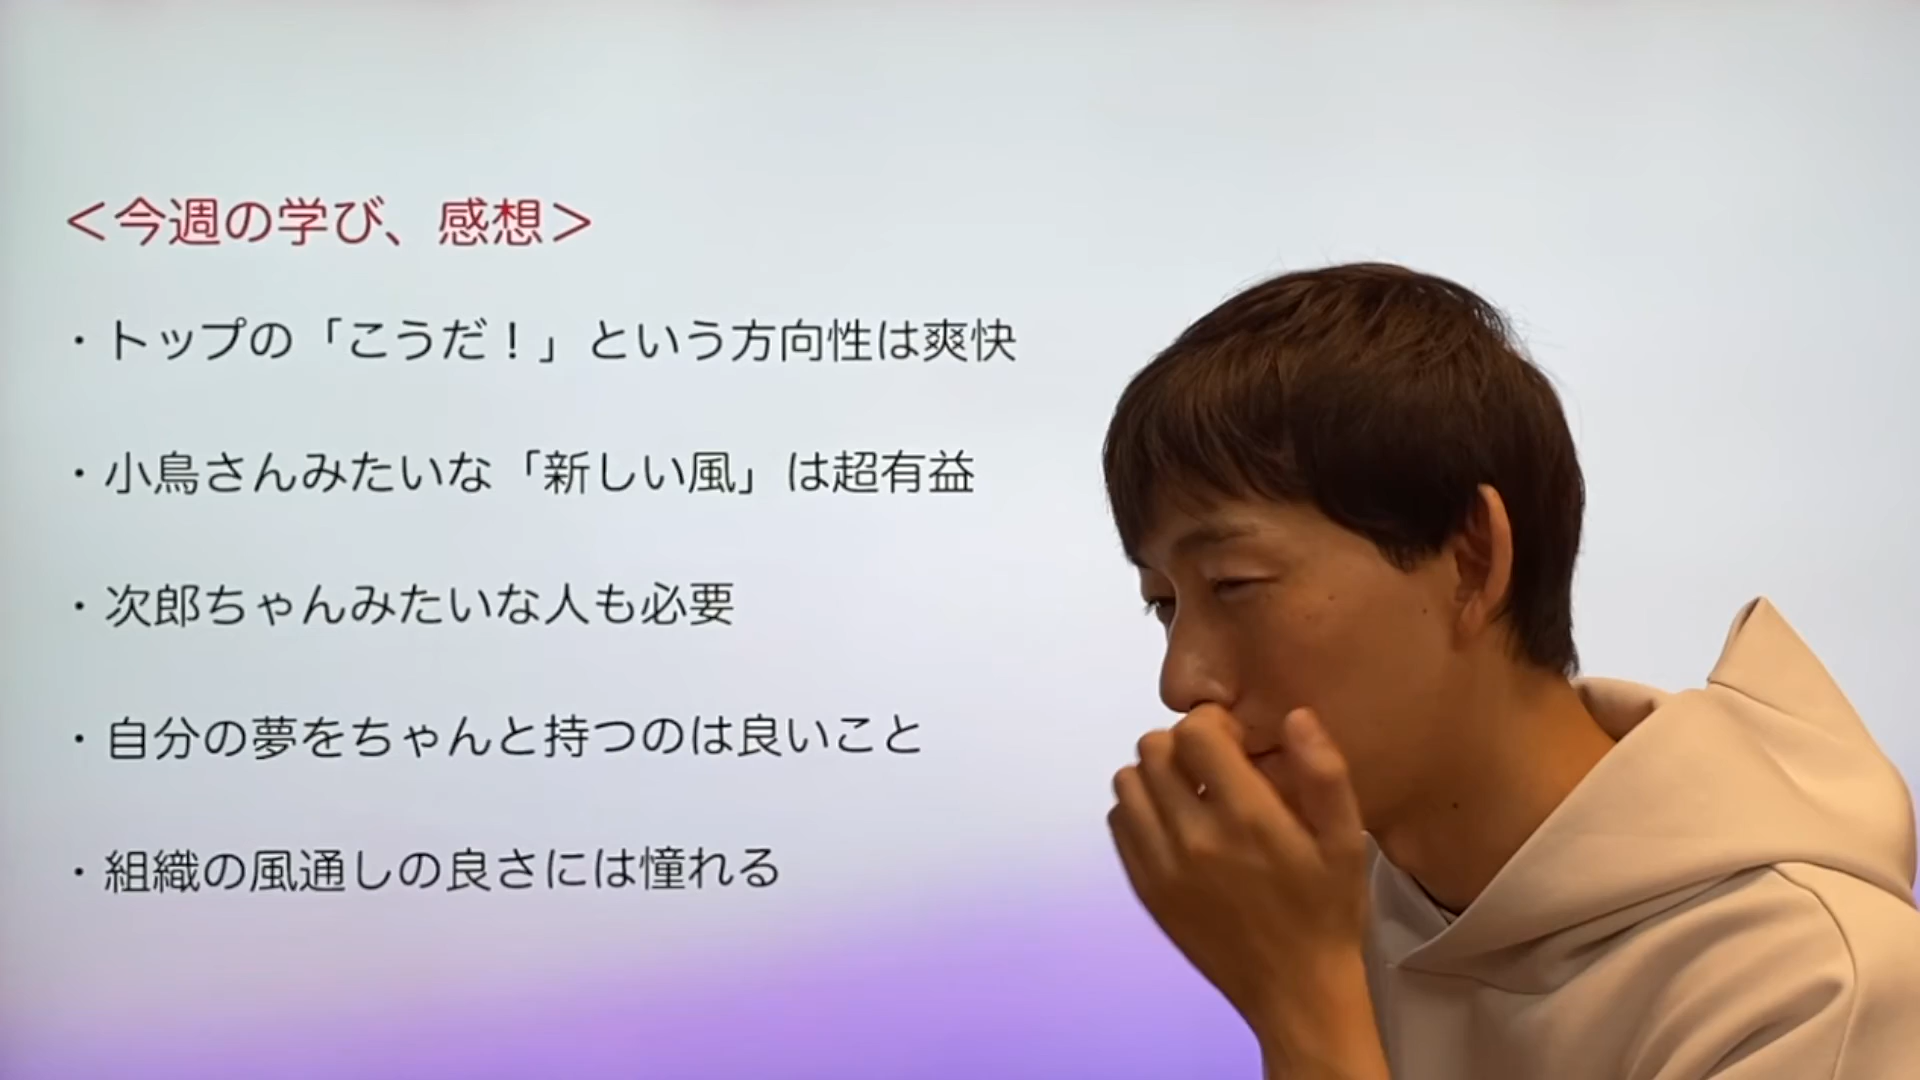 ＜今週の学び、感想＞
・トップの「こうだ！」という方向性は爽快
・小鳥さんみたいな「新しい風」は超有益
・次郎ちゃんみたいな人も必要
・自分の夢をちゃんと持つのは良いこと
・組織の風通しの良さには憧れる